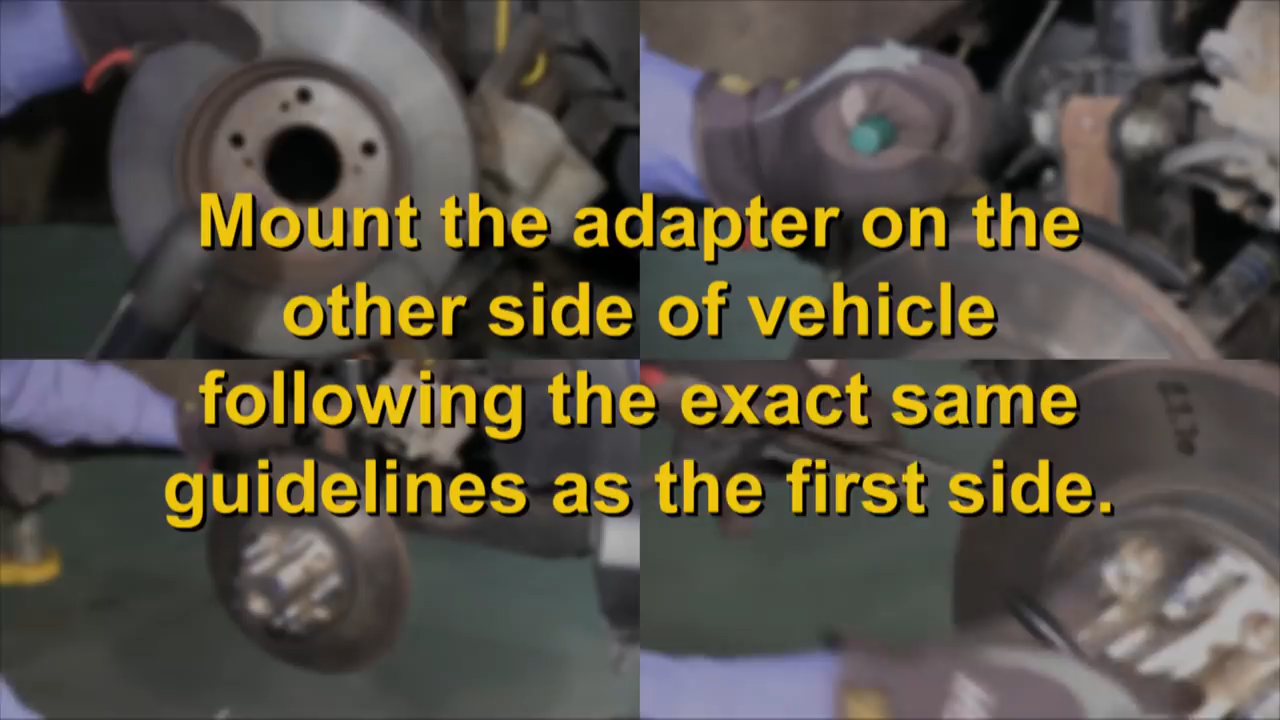 Mount the adapter on the
other side of vehicle
following the exact same
guidelines as the first side.